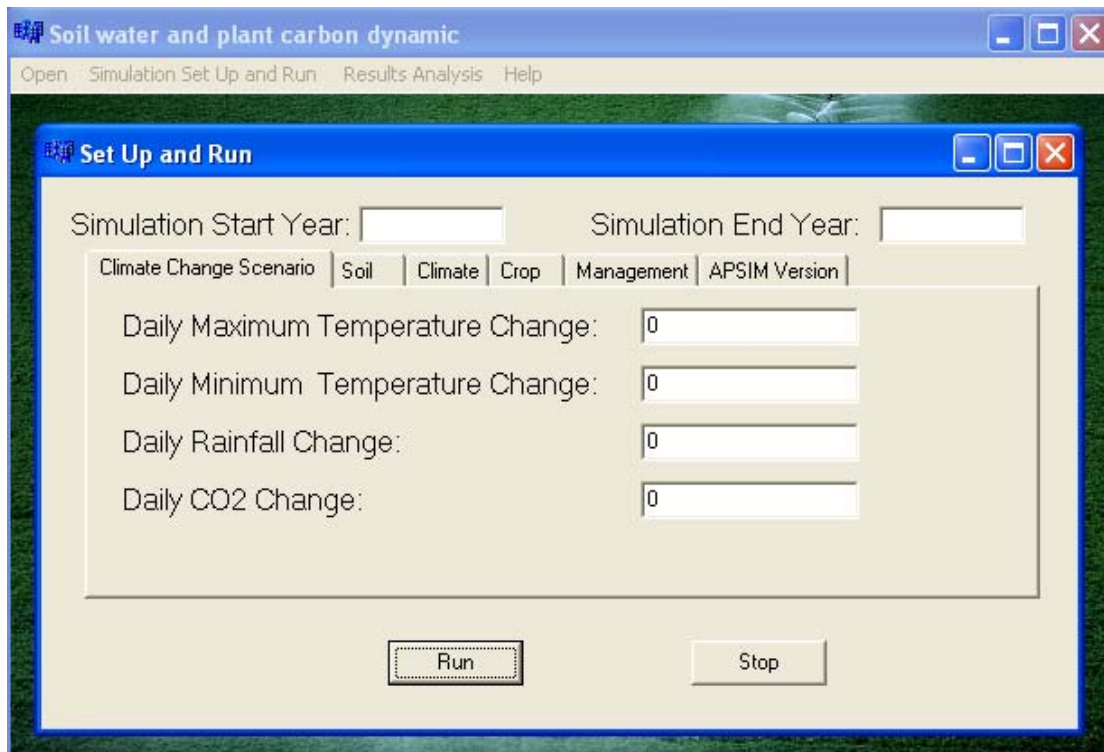 Soil water and plant carbon dynamic
Open Simulation Set Up and Run Results Analysis Help
Set Up and Run
Simulation Start Year: Simulation End Year:
Climate Change Scenario Soil Climate Crop Management APSIM Version
Daily Maximum Temperature Change: 0
Daily Minimum Temperature Change: 0
Daily Rainfall Change: 0
Daily CO2 Change: 0
Run Stop